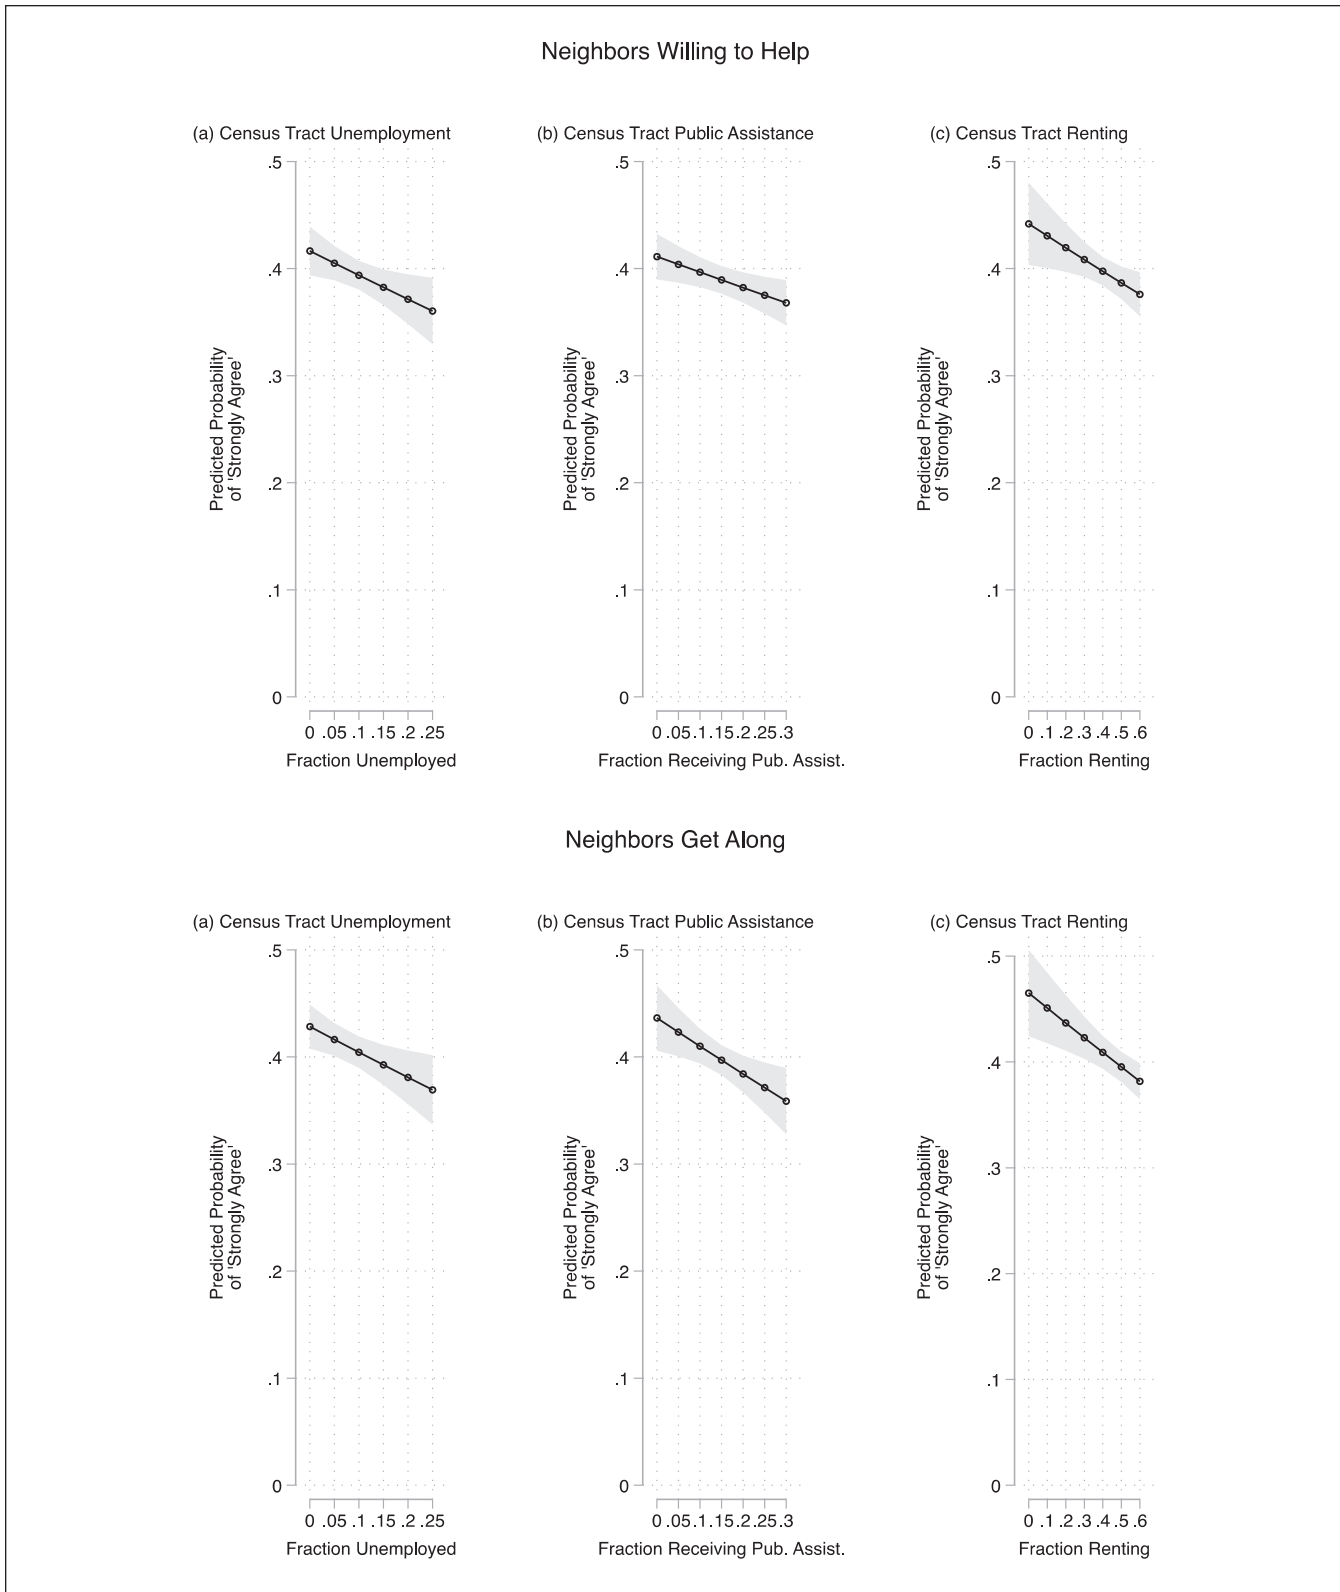 Neighbors Willing to Help
(a) Census Tract Unemployment
.5
.4
.3
.2
.1
0
Predicted Probability
of 'Strongly Agree'
0 .05 .1 .15 .2 .25
Fraction Unemployed
(b) Census Tract Public Assistance
.5
.4
.3
.2
.1
0
Predicted Probability
of 'Strongly Agree'
0 .05 .1 .15 .2 .25 .3
Fraction Receiving Pub. Assist.
(c) Census Tract Renting
.5
.4
.3
.2
.1
0
Predicted Probability
of 'Strongly Agree'
0 .1 .2 .3 .4 .5 .6
Fraction Renting
Neighbors Get Along
(a) Census Tract Unemployment
.5
.4
.3
.2
.1
0
Predicted Probability
of 'Strongly Agree'
0 .05 .1 .15 .2 .25
Fraction Unemployed
(b) Census Tract Public Assistance
.5
.4
.3
.2
.1
0
Predicted Probability
of 'Strongly Agree'
0 .05 .1 .15 .2 .25 .3
Fraction Receiving Pub. Assist.
(c) Census Tract Renting
.5
.4
.3
.2
.1
0
Predicted Probability
of 'Strongly Agree'
0 .1 .2 .3 .4 .5 .6
Fraction Renting